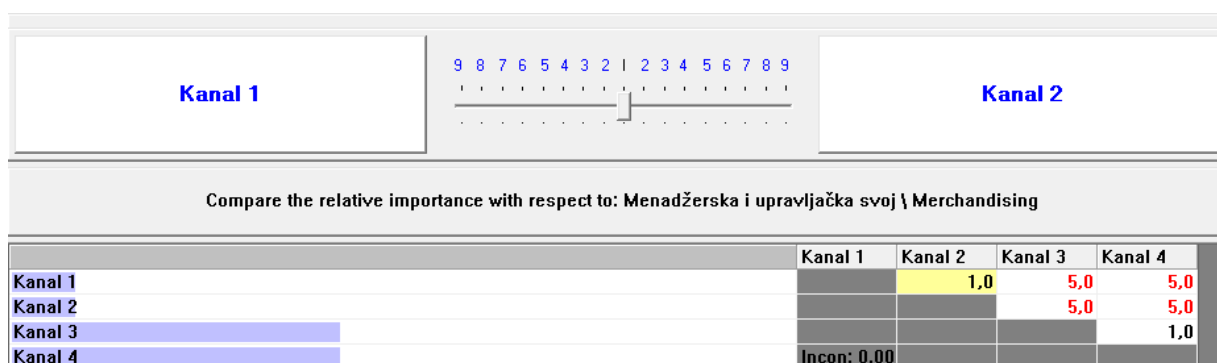 9 8 7 6 5 4 3 2 1 2 3 4 5 6 7 8 9
Kanal 1 Kanal 2
Compare the relative importance with respect to: Menadžerska i upravljačka svoj \ Merchandising
Kanal 1 Kanal 2 Kanal 3 Kanal 4
Kanal 1 1,0 5,0 5,0
Kanal 2 5,0 5,0
Kanal 3 1,0
Kanal 4 Incon: 0.00